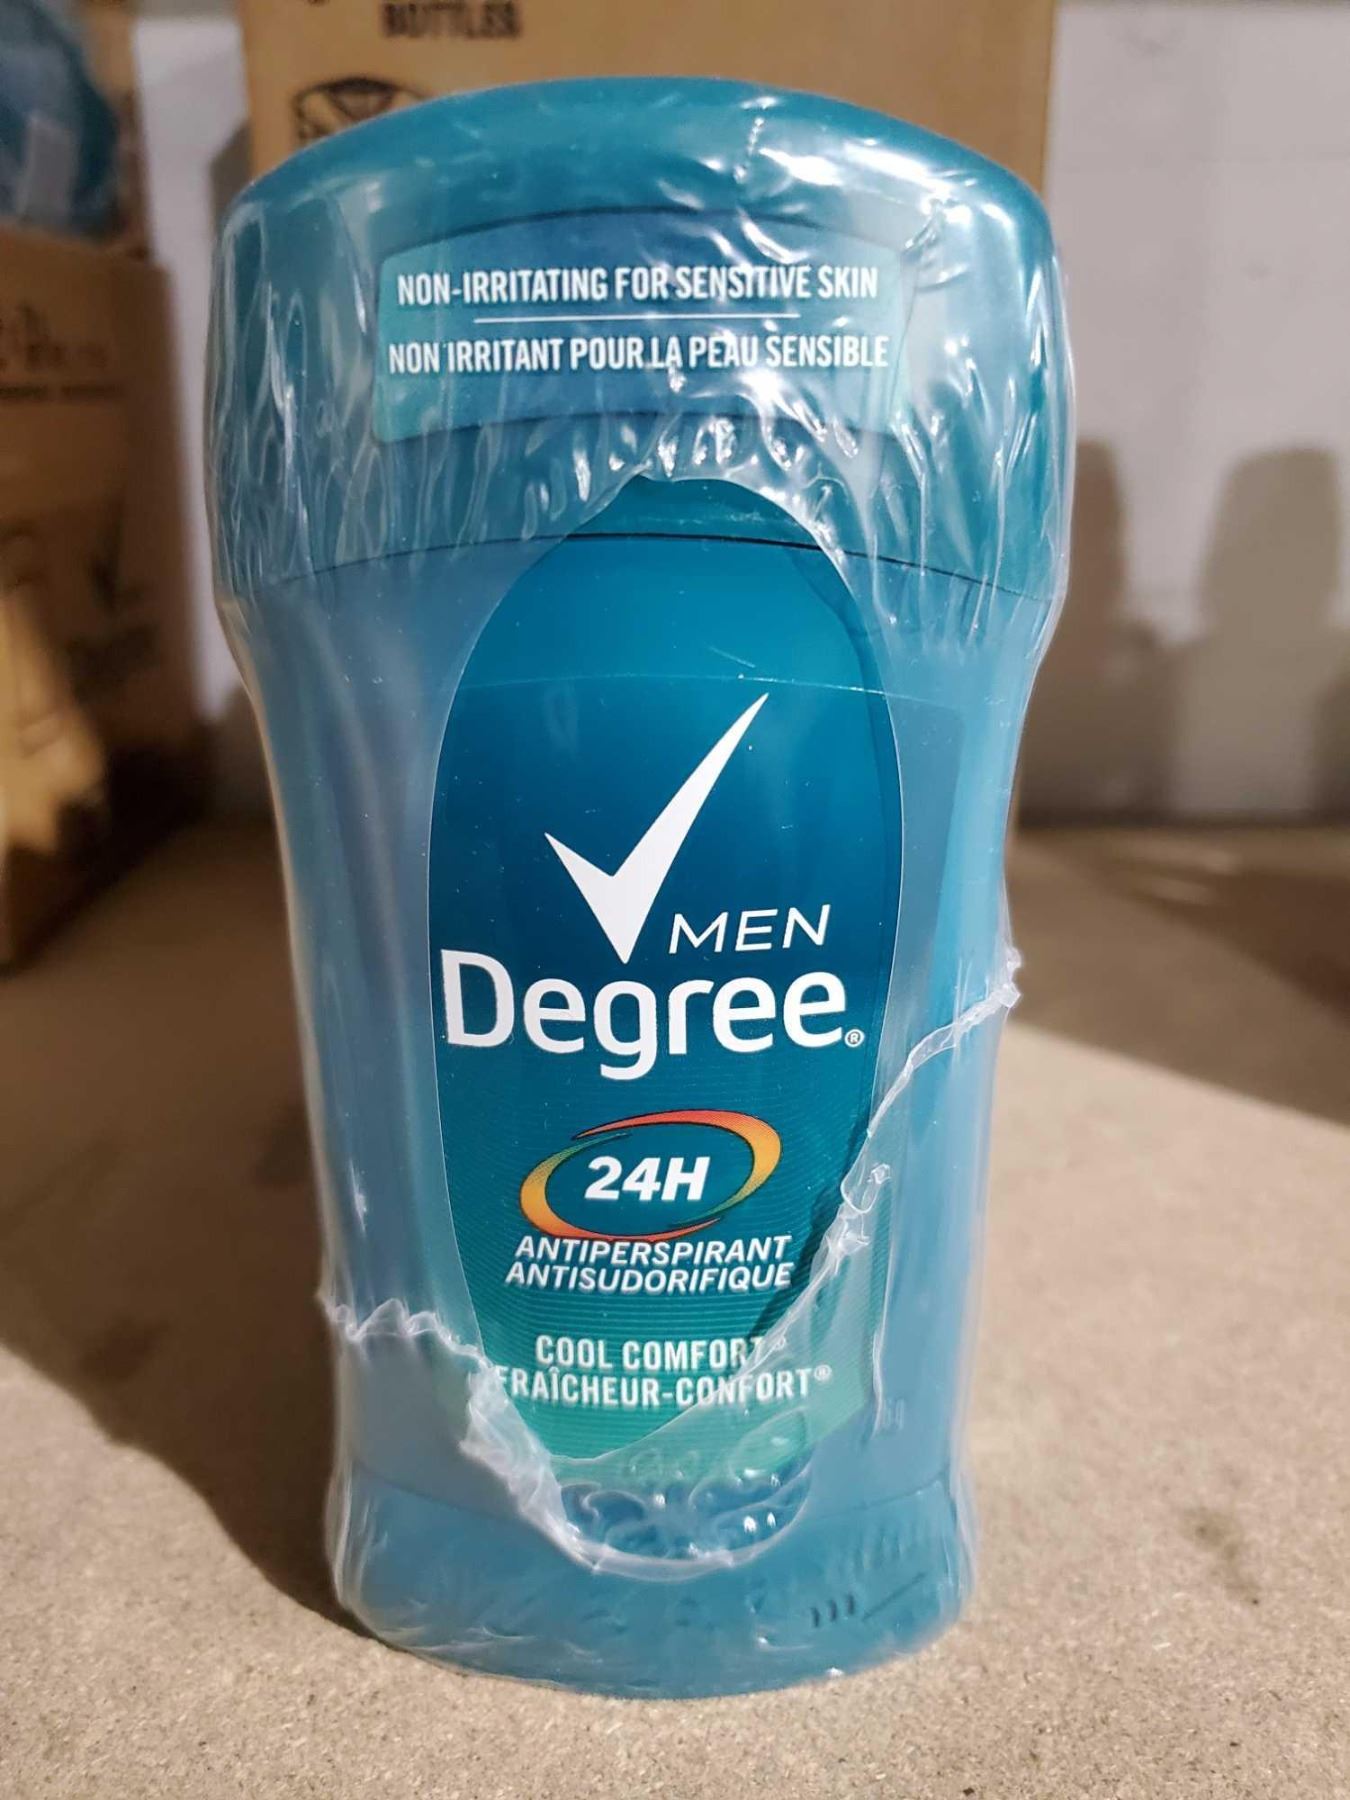 BOTTLES
NON-IRRITATING FOR SENSITIVE SKIN
NON IRRITANT POUR LA PEAU SENSIBLE
MEN
Degree®
24H
ANTIPERSPIRANT
ANTISUDORIFIQUE
COOL COMFORT®
FRAÎCHEUR-CONFORT®